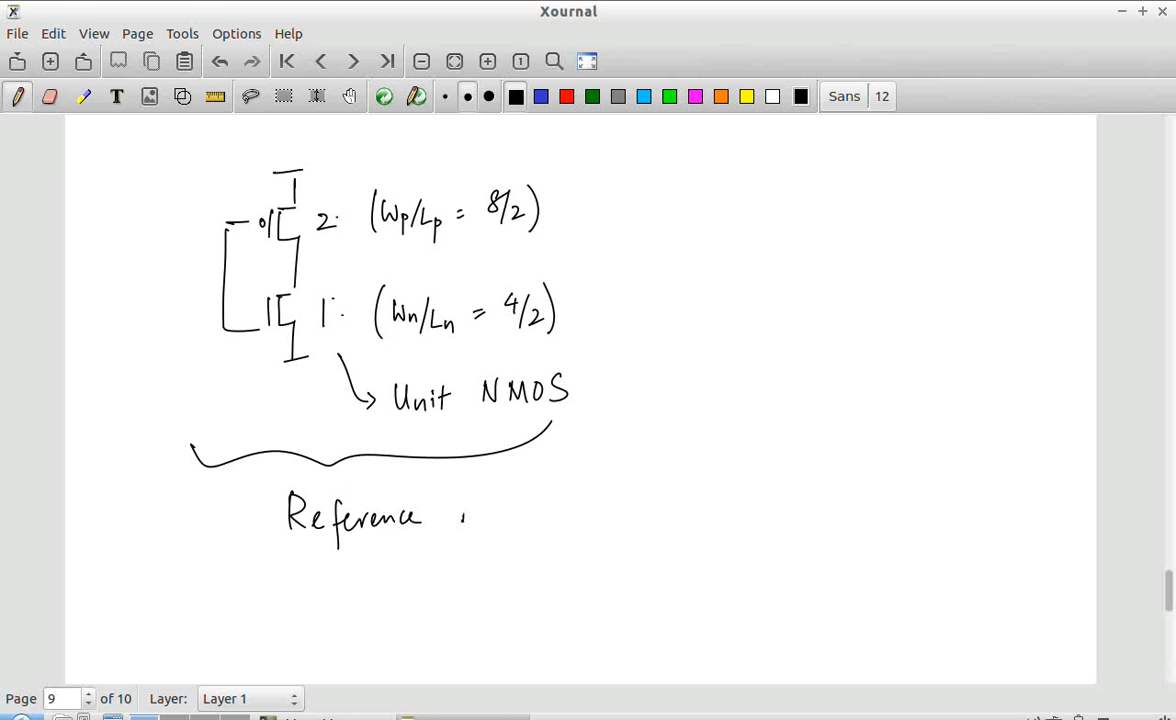 Xournal
File Edit View Page Tools Options Help
Sans 12
2. (Wp/Lp = 8/2)
1. (Wn/Ln = 4/2)
Unit NMOS
Reference
Page 9 of 10 Layer: Layer 1